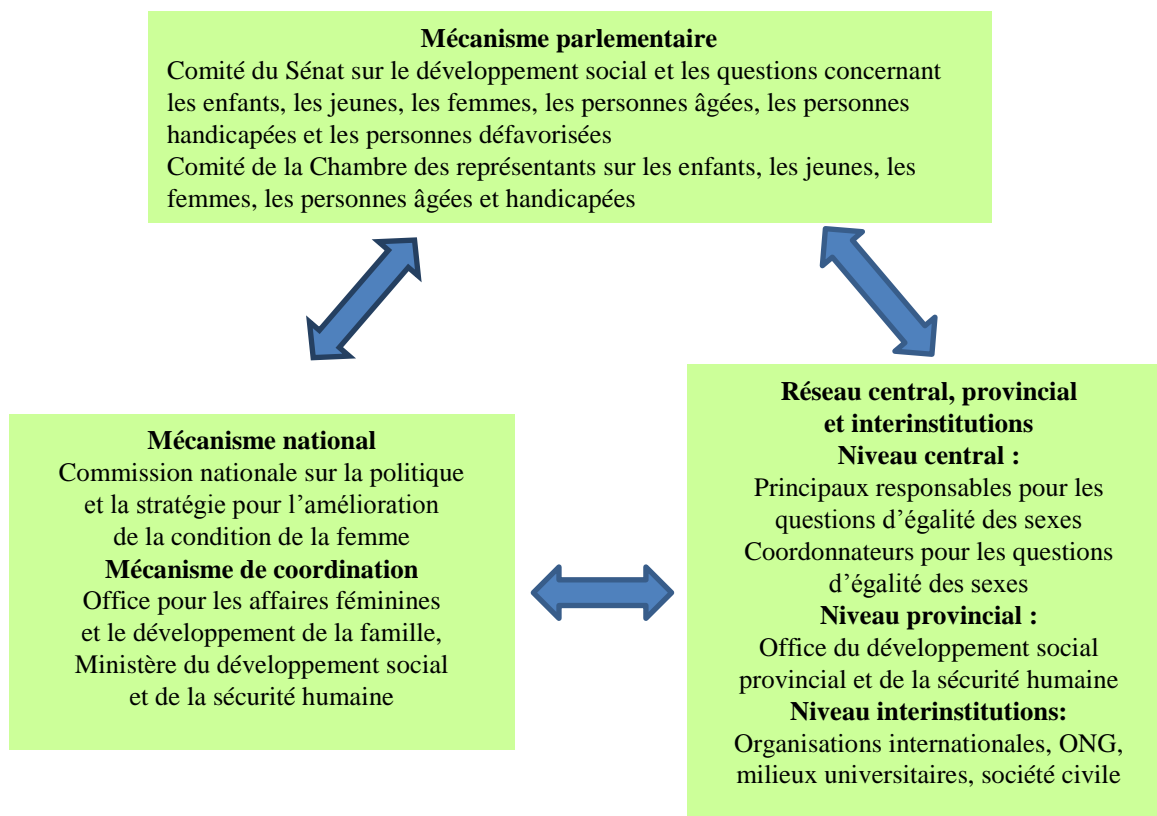 Mécanisme parlementaire
Comité du Sénat sur le développement social et les questions concernant
les enfants, les jeunes, les femmes, les personnes âgées, les personnes
handicapées et les personnes défavorisées
Comité de la Chambre des représentants sur les enfants, les jeunes, les
femmes, les personnes âgées et handicapées
Mécanisme national
Commission nationale sur la politique
et la stratégie pour l’amélioration
de la condition de la femme
Mécanisme de coordination
Office pour les affaires féminines
et le développement de la famille,
Ministère du développement social
et de la sécurité humaine
Réseau central, provincial
et interinstitutions
Niveau central :
Principaux responsables pour les
questions d’égalité des sexes
Coordonnateurs pour les questions
d’égalité des sexes
Niveau provincial :
Office du développement social
provincial et de la sécurité humaine
Niveau interinstitutions:
Organisations internationales, ONG,
milieux universitaires, société civile